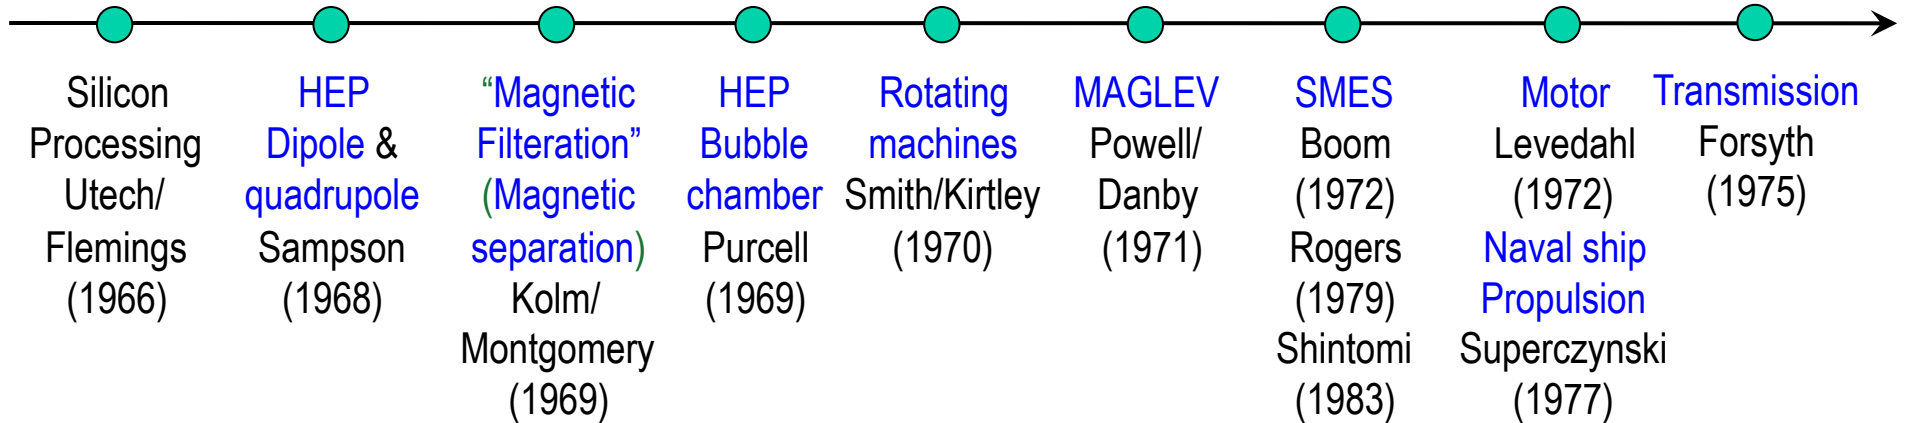 Silicon
Processing
Utech/
Flemings
(1966)
HEP
Dipole &
quadrupole
Sampson
(1968)
“Magnetic
Filteration”
(Magnetic
separation)
Kolm/
Montgomery
(1969)
HEP
Bubble
chamber
Purcell
(1969)
Rotating
machines
Smith/Kirtley
(1970)
MAGLEV
Powell/
Danby
(1971)
SMES
Boom
(1972)
Rogers
(1979)
Shintomi
(1983)
Motor
Levedahl
(1972)
Naval ship
Propulsion
Superczynski
(1977)
Transmission
Forsyth
(1975)